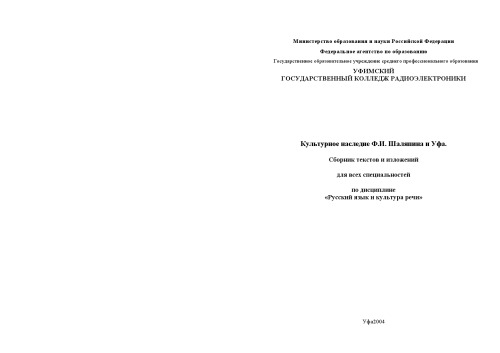 Министерство образования и науки Российской Федерации
Федеральное агентство по образованию
Государственное образовательное учреждение среднего профессионального образования
УФИМСКИЙ
ГОСУДАРСТВЕННЫЙ КОЛЛЕДЖ РАДИОЭЛЕКТРОНИКИ
Культурное наследие Ф.И. Шаляпина и Уфа.
Сборник текстов и изложений
для всех специальностей
по дисциплине
«Русский язык и культура речи»
Уфа2004